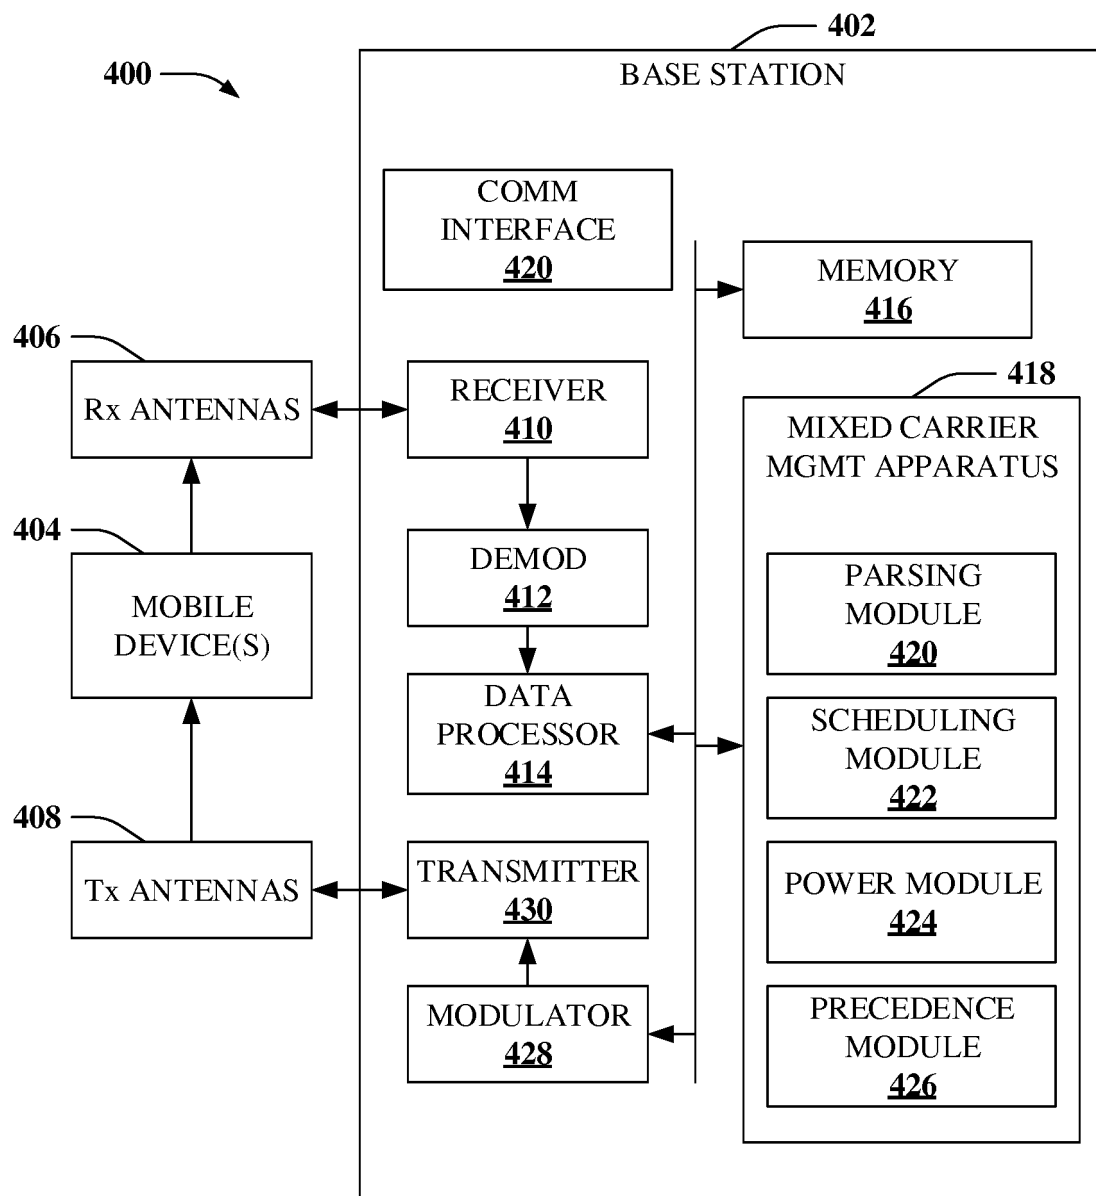 402
400
BASE STATION
COMM
INTERFACE
420
MEMORY
416
406
Rx ANTENNAS
RECEIVER
410
418
MIXED CARRIER
MGMT APPARATUS
404
MOBILE
DEVICE(S)
DEMOD
412
PARSING
MODULE
420
DATA
PROCESSOR
414
SCHEDULING
MODULE
422
408
Tx ANTENNAS
TRANSMITTER
430
POWER MODULE
424
MODULATOR
428
PRECEDENCE
MODULE
426